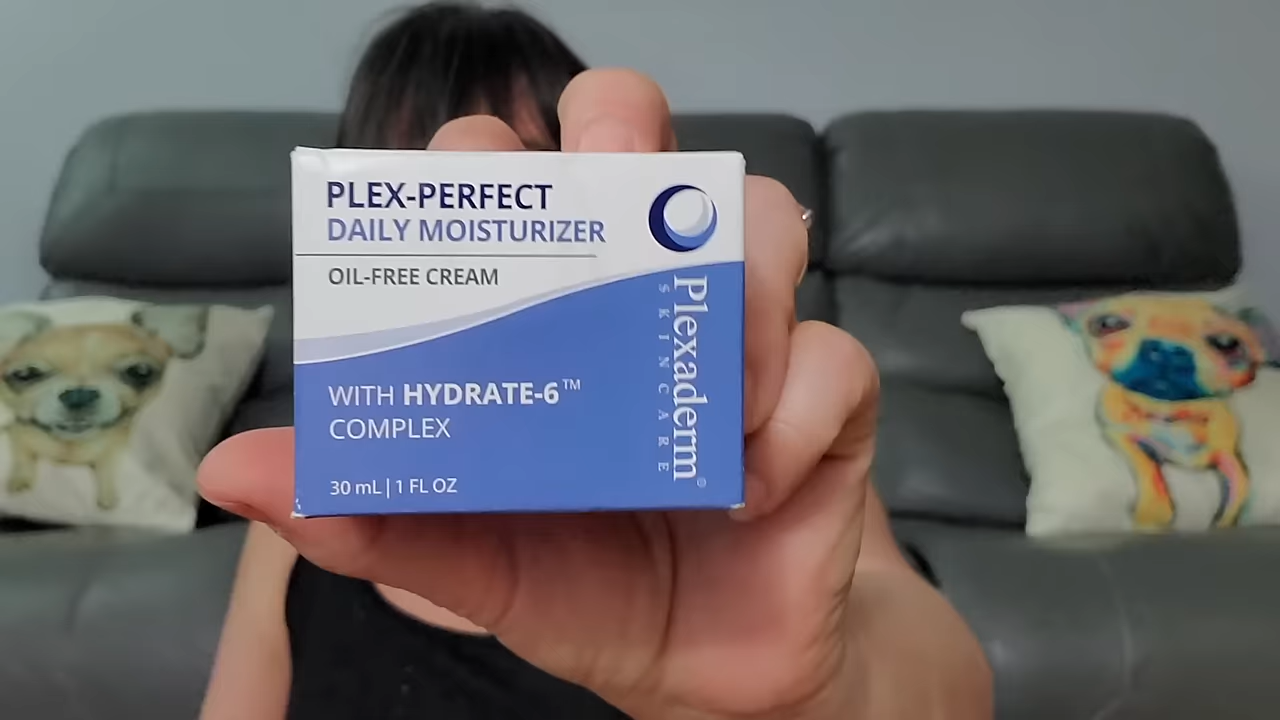 PLEX-PERFECT
DAILY MOISTURIZER
OIL-FREE CREAM
WITH HYDRATE-6™
COMPLEX
30 mL | 1 FL OZ
Plexaderm®
SKINCARE